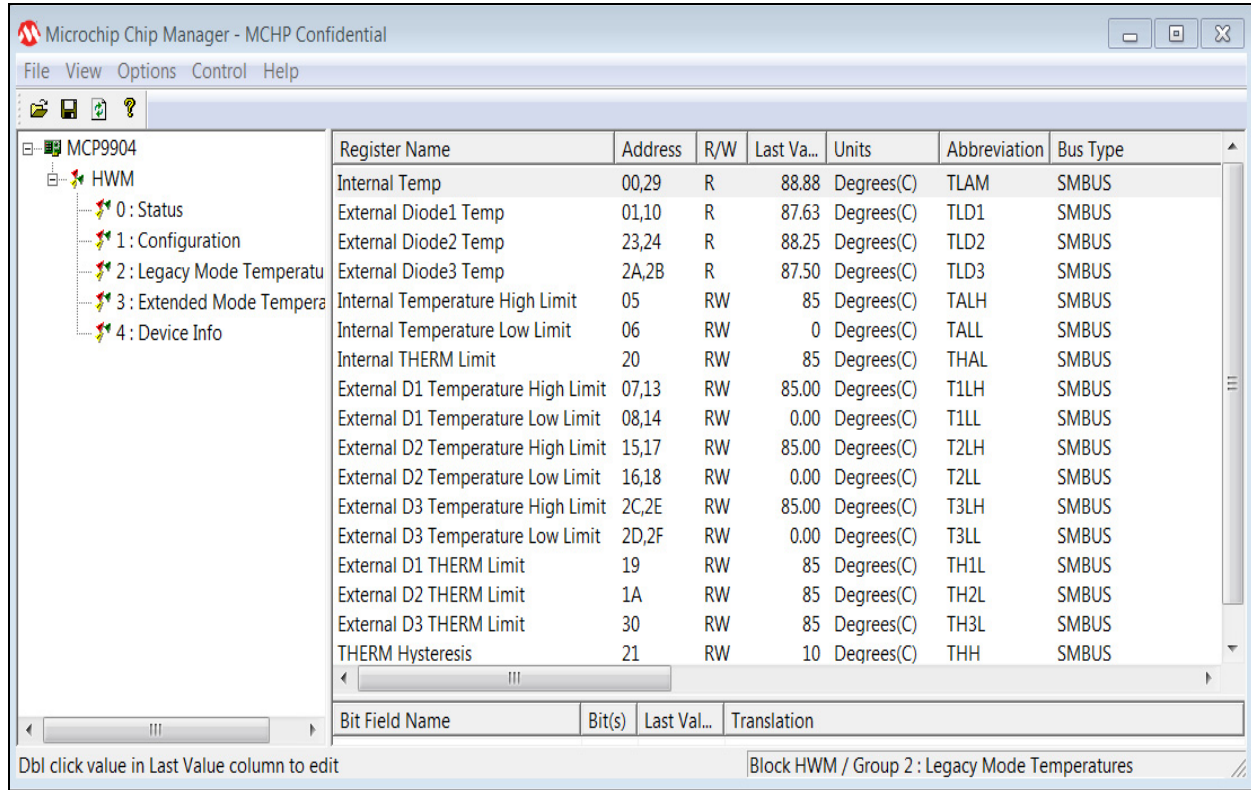 Microchip Chip Manager - MCHP Confidential
File View Options Control Help
MCP9904
HWM
0 : Status
1 : Configuration
2 : Legacy Mode Temperatu
3 : Extended Mode Tempera
4 : Device Info
Register Name Address R/W Last Va... Units Abbreviation Bus Type
Internal Temp 00,29 R 88.88 Degrees(C) TLAM SMBUS
External Diode1 Temp 01,10 R 87.63 Degrees(C) TLD1 SMBUS
External Diode2 Temp 23,24 R 88.25 Degrees(C) TLD2 SMBUS
External Diode3 Temp 2A,2B R 87.50 Degrees(C) TLD3 SMBUS
Internal Temperature High Limit 05 RW 85 Degrees(C) TALH SMBUS
Internal Temperature Low Limit 06 RW 0 Degrees(C) TALL SMBUS
Internal THERM Limit 20 RW 85 Degrees(C) THAL SMBUS
External D1 Temperature High Limit 07,13 RW 85.00 Degrees(C) T1LH SMBUS
External D1 Temperature Low Limit 08,14 RW 0.00 Degrees(C) T1LL SMBUS
External D2 Temperature High Limit 15,17 RW 85.00 Degrees(C) T2LH SMBUS
External D2 Temperature Low Limit 16,18 RW 0.00 Degrees(C) T2LL SMBUS
External D3 Temperature High Limit 2C,2E RW 85.00 Degrees(C) T3LH SMBUS
External D3 Temperature Low Limit 2D,2F RW 0.00 Degrees(C) T3LL SMBUS
External D1 THERM Limit 19 RW 85 Degrees(C) TH1L SMBUS
External D2 THERM Limit 1A RW 85 Degrees(C) TH2L SMBUS
External D3 THERM Limit 30 RW 85 Degrees(C) TH3L SMBUS
THERM Hysteresis 21 RW 10 Degrees(C) THH SMBUS
Bit Field Name Bit(s) Last Val... Translation
Dbl click value in Last Value column to edit
Block HWM / Group 2 : Legacy Mode Temperatures